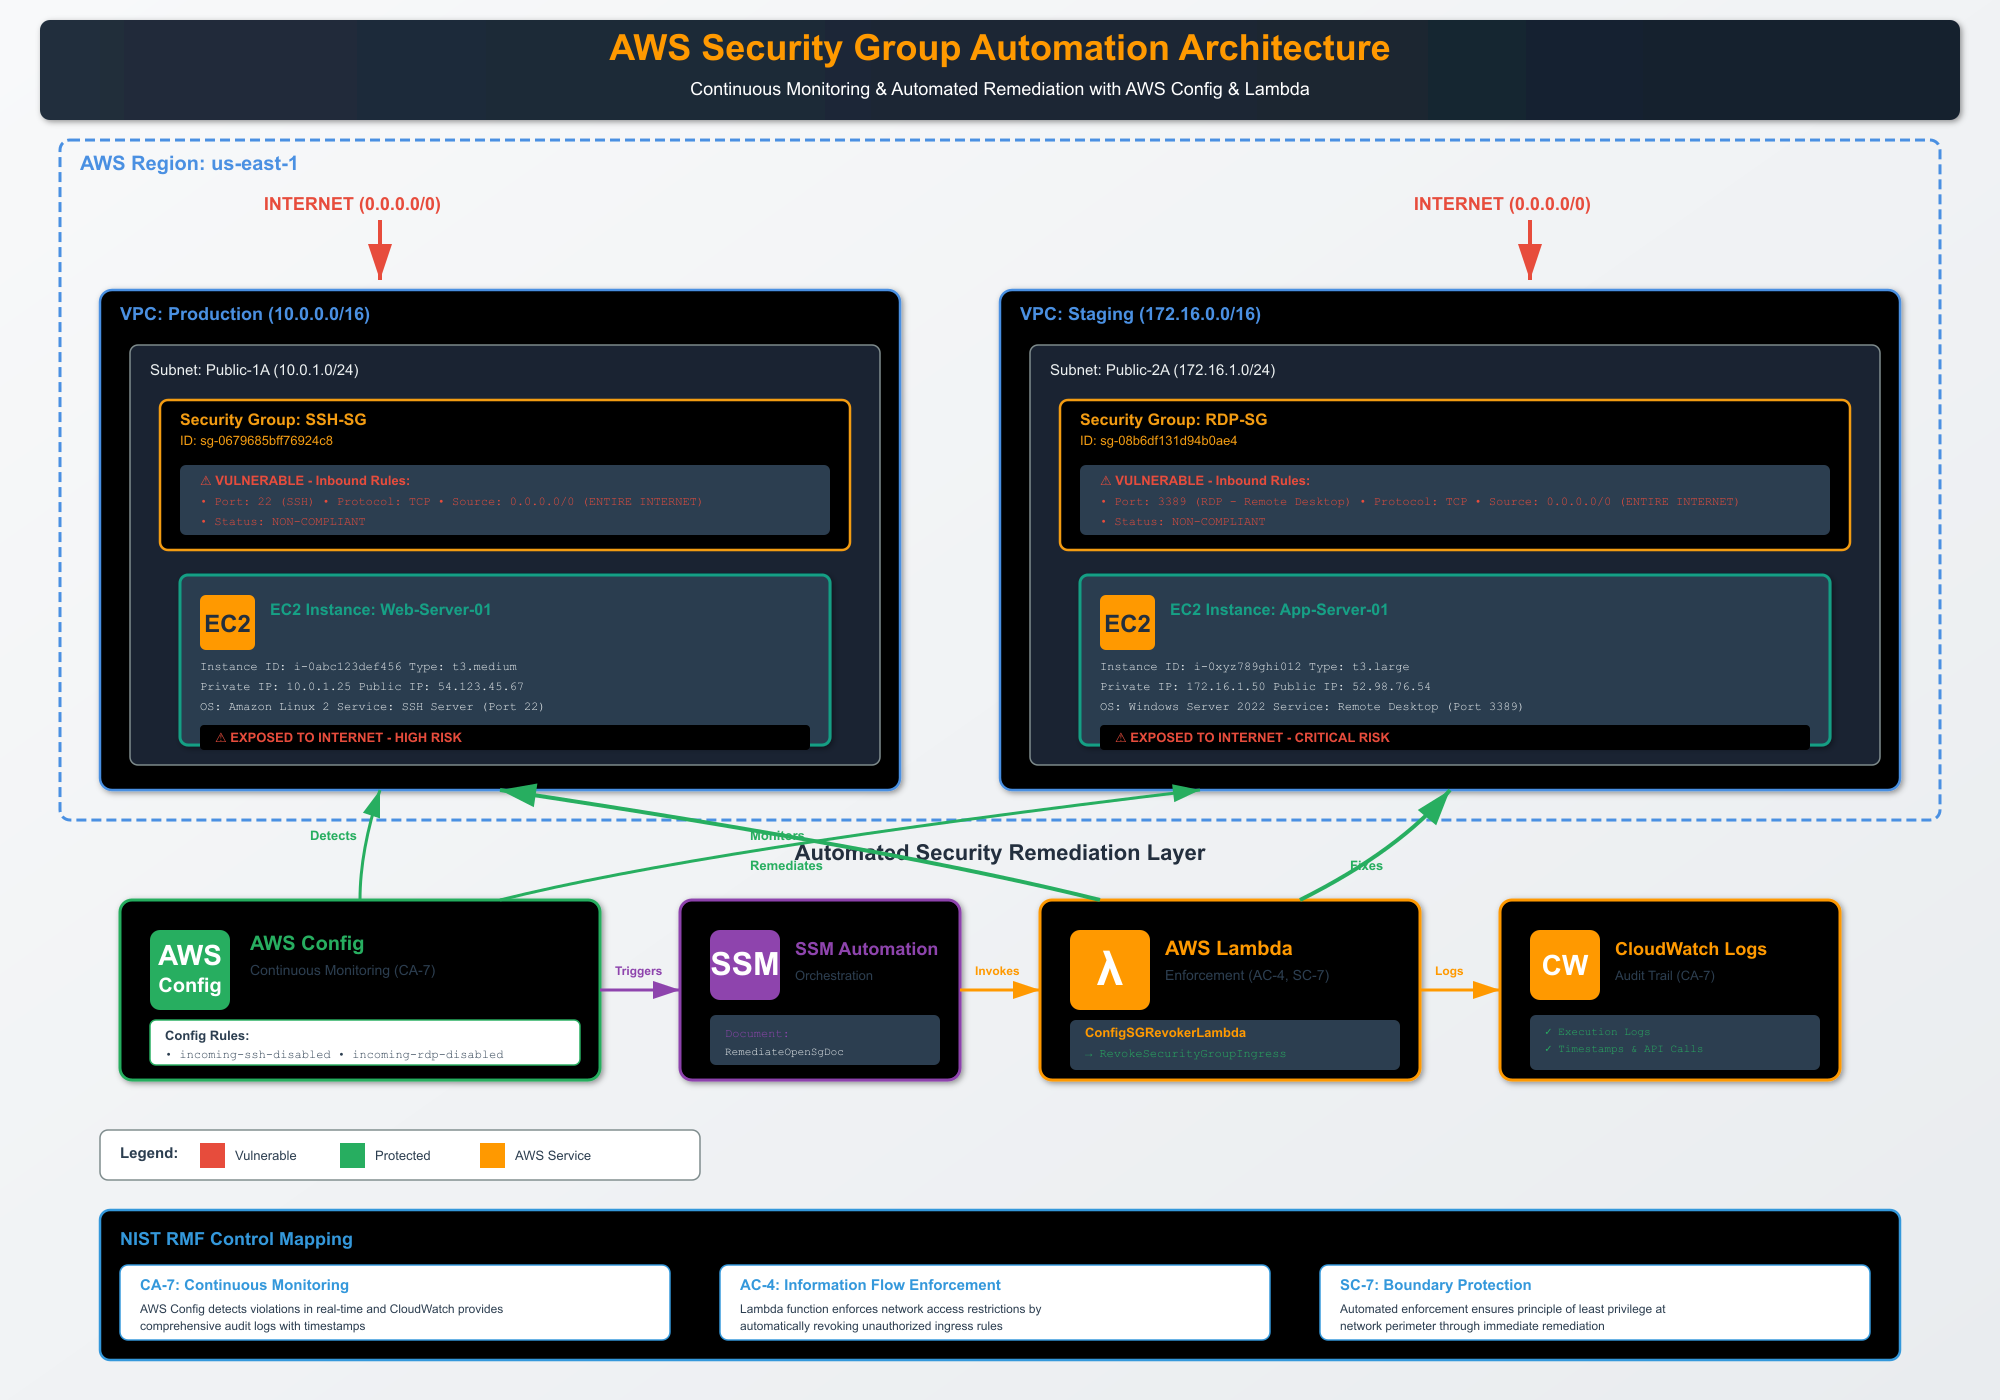 AWS Security Group Automation Architecture
Continuous Monitoring & Automated Remediation with AWS Config & Lambda
AWS Region: us-east-1
INTERNET (0.0.0.0/0)
INTERNET (0.0.0.0/0)
VPC: Production (10.0.0.0/16)
Subnet: Public-1A (10.0.1.0/24)
Security Group: SSH-SG
ID: sg-0679685bff76924c8
⚠ VULNERABLE - Inbound Rules:
• Port: 22 (SSH) • Protocol: TCP • Source: 0.0.0.0/0 (ENTIRE INTERNET)
• Status: NON-COMPLIANT
EC2
EC2 Instance: Web-Server-01
Instance ID: i-0abc123def456 Type: t3.medium
Private IP: 10.0.1.25 Public IP: 54.123.45.67
OS: Amazon Linux 2 Service: SSH Server (Port 22)
⚠ EXPOSED TO INTERNET - HIGH RISK
VPC: Staging (172.16.0.0/16)
Subnet: Public-2A (172.16.1.0/24)
Security Group: RDP-SG
ID: sg-08b6df131d94b0ae4
⚠ VULNERABLE - Inbound Rules:
• Port: 3389 (RDP - Remote Desktop) • Protocol: TCP • Source: 0.0.0.0/0 (ENTIRE INTERNET)
• Status: NON-COMPLIANT
EC2
EC2 Instance: App-Server-01
Instance ID: i-0xyz789ghi012 Type: t3.large
Private IP: 172.16.1.50 Public IP: 52.98.76.54
OS: Windows Server 2022 Service: Remote Desktop (Port 3389)
⚠ EXPOSED TO INTERNET - CRITICAL RISK
Detects
Monitors
Automated Security Remediation Layer
Remediates
Fixes
AWS
Config
AWS Config
Continuous Monitoring (CA-7)
Config Rules:
• incoming-ssh-disabled • incoming-rdp-disabled
Triggers
SSM
SSM Automation
Orchestration
Document:
RemediateOpenSgDoc
Invokes
λ
AWS Lambda
Enforcement (AC-4, SC-7)
ConfigSGRevokerLambda
→ RevokeSecurityGroupIngress
Logs
CW
CloudWatch Logs
Audit Trail (CA-7)
✓ Execution Logs
✓ Timestamps & API Calls
Legend:
Vulnerable
Protected
AWS Service
NIST RMF Control Mapping
CA-7: Continuous Monitoring
AWS Config detects violations in real-time and CloudWatch provides
comprehensive audit logs with timestamps
AC-4: Information Flow Enforcement
Lambda function enforces network access restrictions by
automatically revoking unauthorized ingress rules
SC-7: Boundary Protection
Automated enforcement ensures principle of least privilege at
network perimeter through immediate remediation